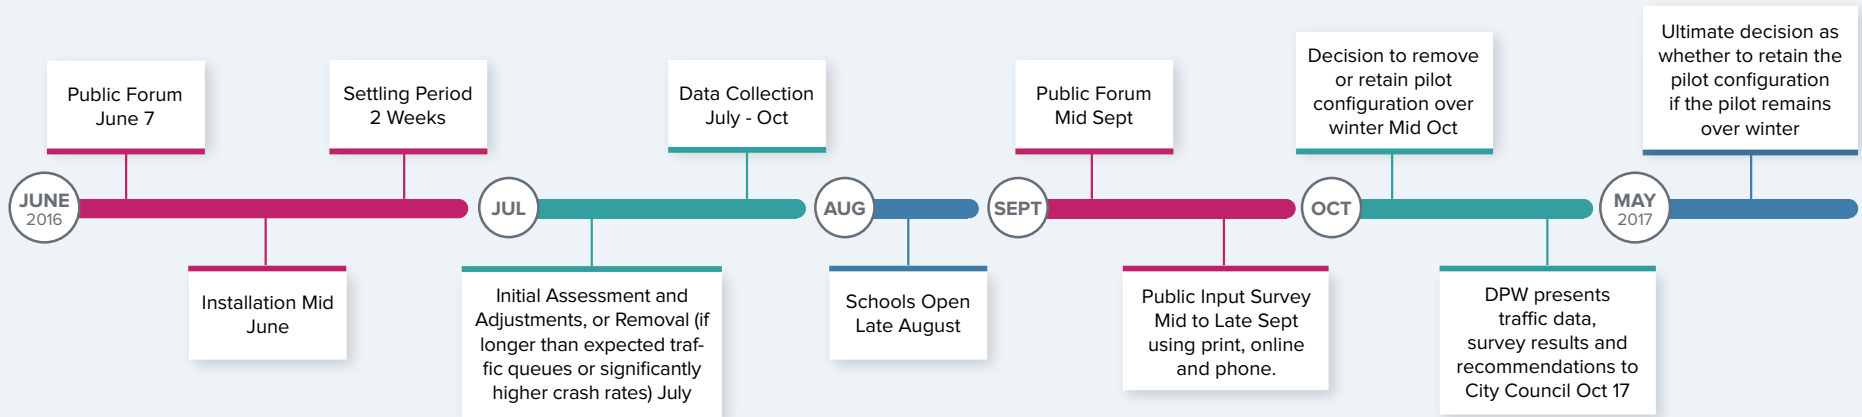 JUNE
2016
Public Forum
June 7
Installation Mid
June
Settling Period
2 Weeks
JUL
Initial Assessment and
Adjustments, or Removal (if
longer than expected traf-
fic queues or significantly
higher crash rates) July
Data Collection
July - Oct
AUG
Schools Open
Late August
SEPT
Public Forum
Mid Sept
Public Input Survey
Mid to Late Sept
using print, online
and phone.
OCT
Decision to remove
or retain pilot
configuration over
winter Mid Oct
DPW presents
traffic data,
survey results and
recommendations to
City Council Oct 17
MAY
2017
Ultimate decision as
whether to retain the
pilot configuration
if the pilot remains
over winter